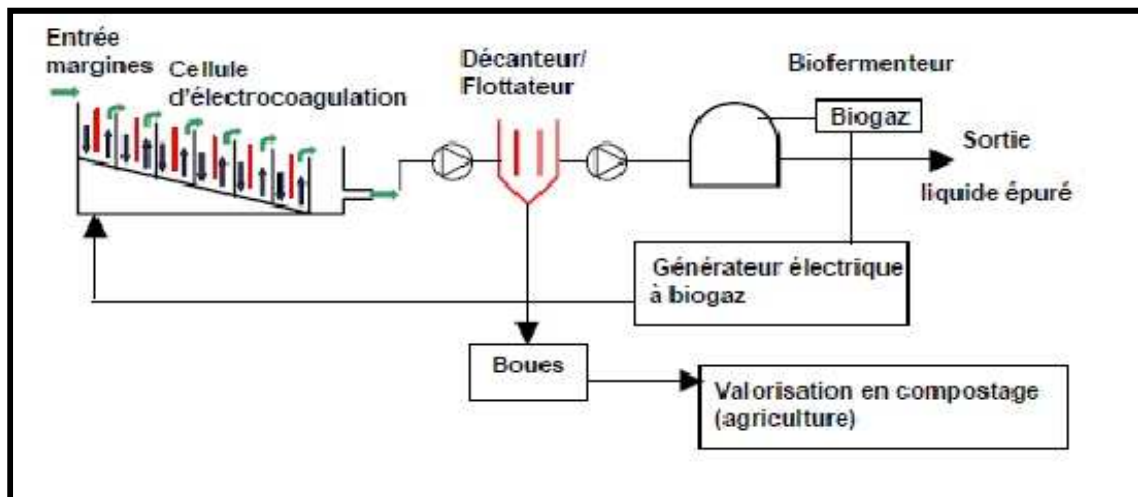 Entrée
margines
Cellule
d'électrocoagulation
Décanteur/
Flottateur
Biofermenteur
Biogaz
Sortie
liquide épuré
Générateur électrique
à biogaz
Boues
Valorisation en compostage
(agriculture)